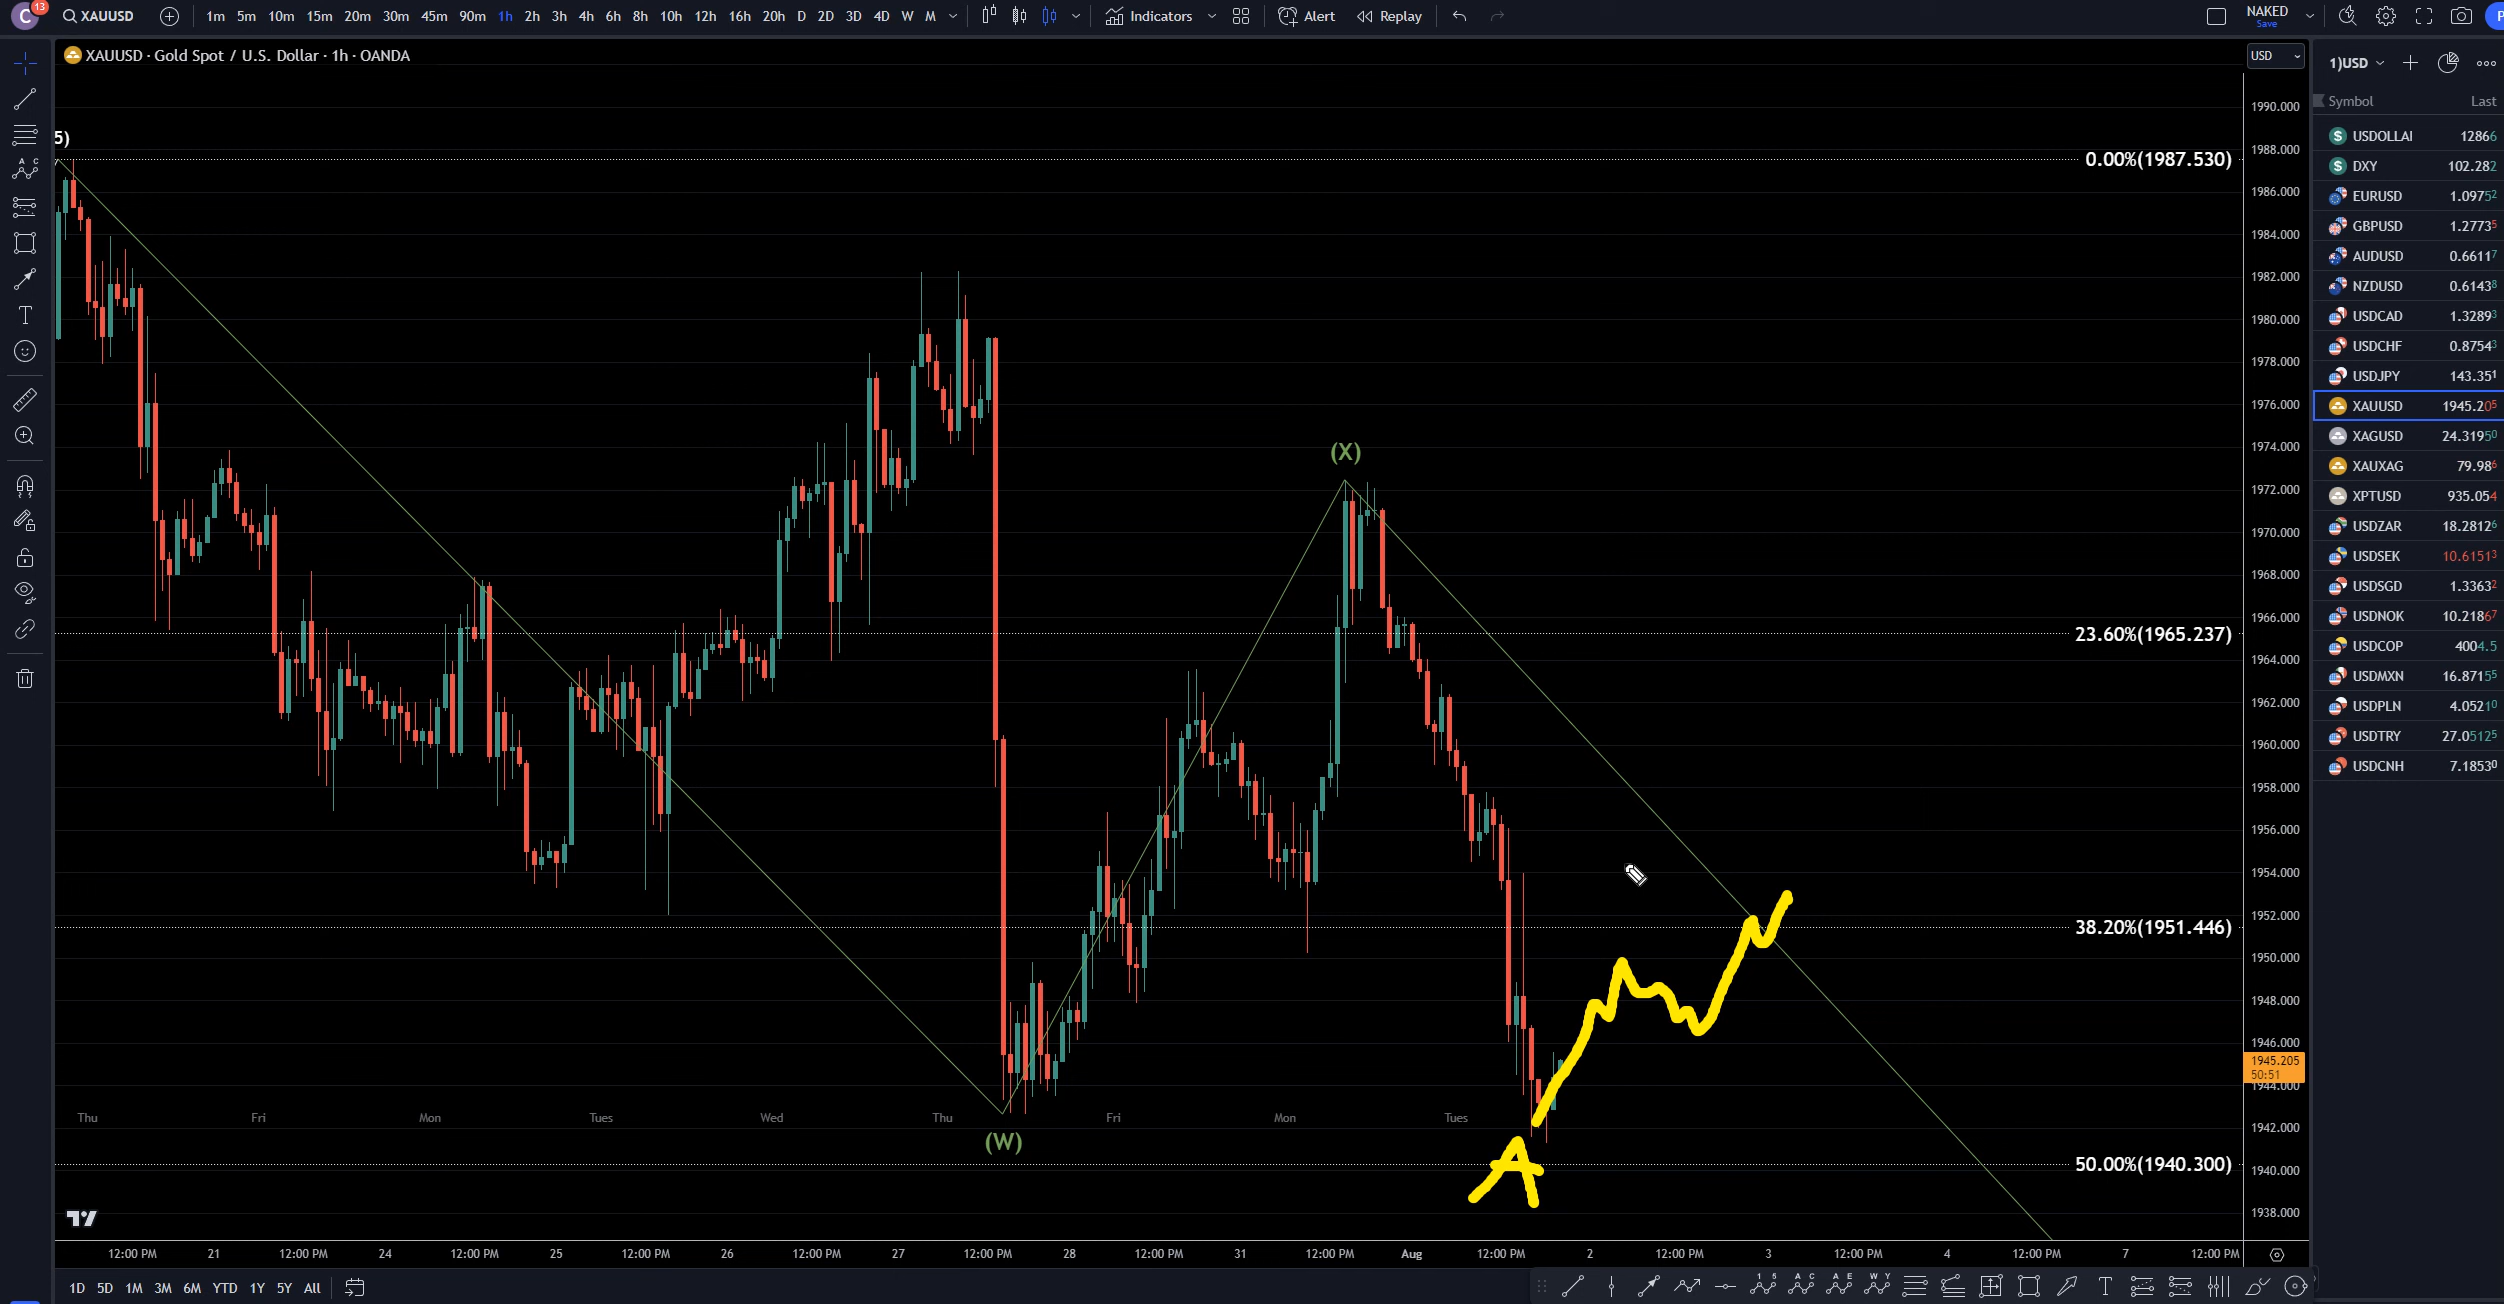 C 13 XAUUSD 1m 5m 10m 15m 20m 30m 45m 90m 1h 2h 3h 4h 6h 8h 10h 12h 16h 20h D 2D 3D 4D W M Indicators Alert Replay NAKED Save P
XAUUSD · Gold Spot / U.S. Dollar · 1h · OANDA
USD
1)USD
Symbol Last
USDOLLAI 12866
DXY 102.282
EURUSD 1.09752
GBPUSD 1.27735
AUDUSD 0.66117
NZDUSD 0.61438
USDCAD 1.32893
USDCHF 0.87543
USDJPY 143.351
XAUUSD 1945.205
XAGUSD 24.31950
XAUXAG 79.986
XPTUSD 935.054
USDZAR 18.28126
USDSEK 10.61513
USDSGD 1.33632
USDNOK 10.21867
USDCOP 4004.5
USDMXN 16.87155
USDPLN 4.05210
USDTRY 27.05125
USDCNH 7.18530
1990.000
1988.000
1986.000
1984.000
1982.000
1980.000
1978.000
1976.000
1974.000
1972.000
1970.000
1968.000
1966.000
1964.000
1962.000
1960.000
1958.000
1956.000
1954.000
1952.000
1950.000
1948.000
1946.000
1945.205
50:51
1944.000
1942.000
1940.000
1938.000
5)
0.00%(1987.530)
(X)
23.60%(1965.237)
38.20%(1951.446)
(W)
A
50.00%(1940.300)
Thu Fri Mon Tues Wed Thu Fri Mon Tues
12:00 PM 21 12:00 PM 24 12:00 PM 25 12:00 PM 26 12:00 PM 27 12:00 PM 28 12:00 PM 31 12:00 PM Aug 12:00 PM 2 12:00 PM 3 12:00 PM 4 12:00 PM 7 12:00 PM
1D 5D 1M 3M 6M YTD 1Y 5Y All